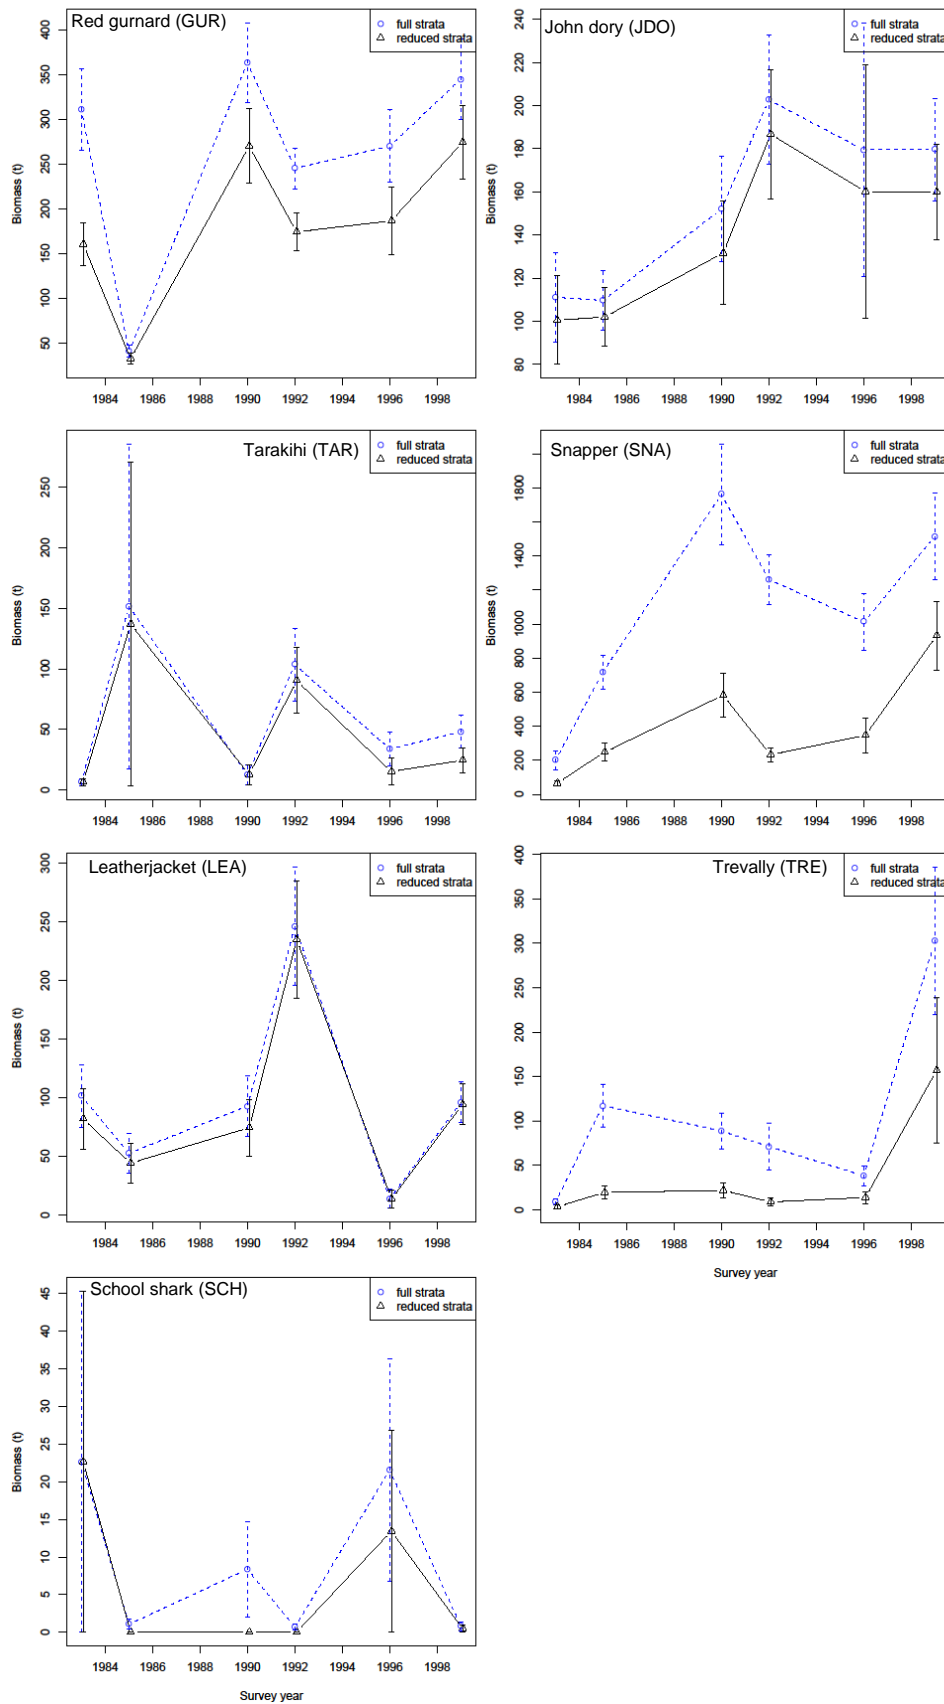 Red gurnard (GUR)
full strata
reduced strata
Biomass (t)
400
350
300
250
200
150
100
50
1984 1986 1988 1990 1992 1994 1996 1998
John dory (JDO)
full strata
reduced strata
Biomass (t)
220
200
180
160
140
120
100
80
1984 1986 1988 1990 1992 1994 1996 1998
Tarakihi (TAR)
full strata
reduced strata
Biomass (t)
250
200
150
100
50
0
1984 1986 1988 1990 1992 1994 1996 1998
Snapper (SNA)
full strata
reduced strata
Biomass (t)
1800
1400
1000
800
600
400
200
0
1984 1986 1988 1990 1992 1994 1996 1998
Leatherjacket (LEA)
full strata
reduced strata
Biomass (t)
300
250
200
150
100
50
0
1984 1986 1988 1990 1992 1994 1996 1998
Trevally (TRE)
full strata
reduced strata
Biomass (t)
400
350
300
250
200
150
100
50
0
1984 1986 1988 1990 1992 1994 1996 1998
Survey year
School shark (SCH)
full strata
reduced strata
Biomass (t)
45
40
35
30
25
20
15
10
5
0
1984 1986 1988 1990 1992 1994 1996 1998
Survey year